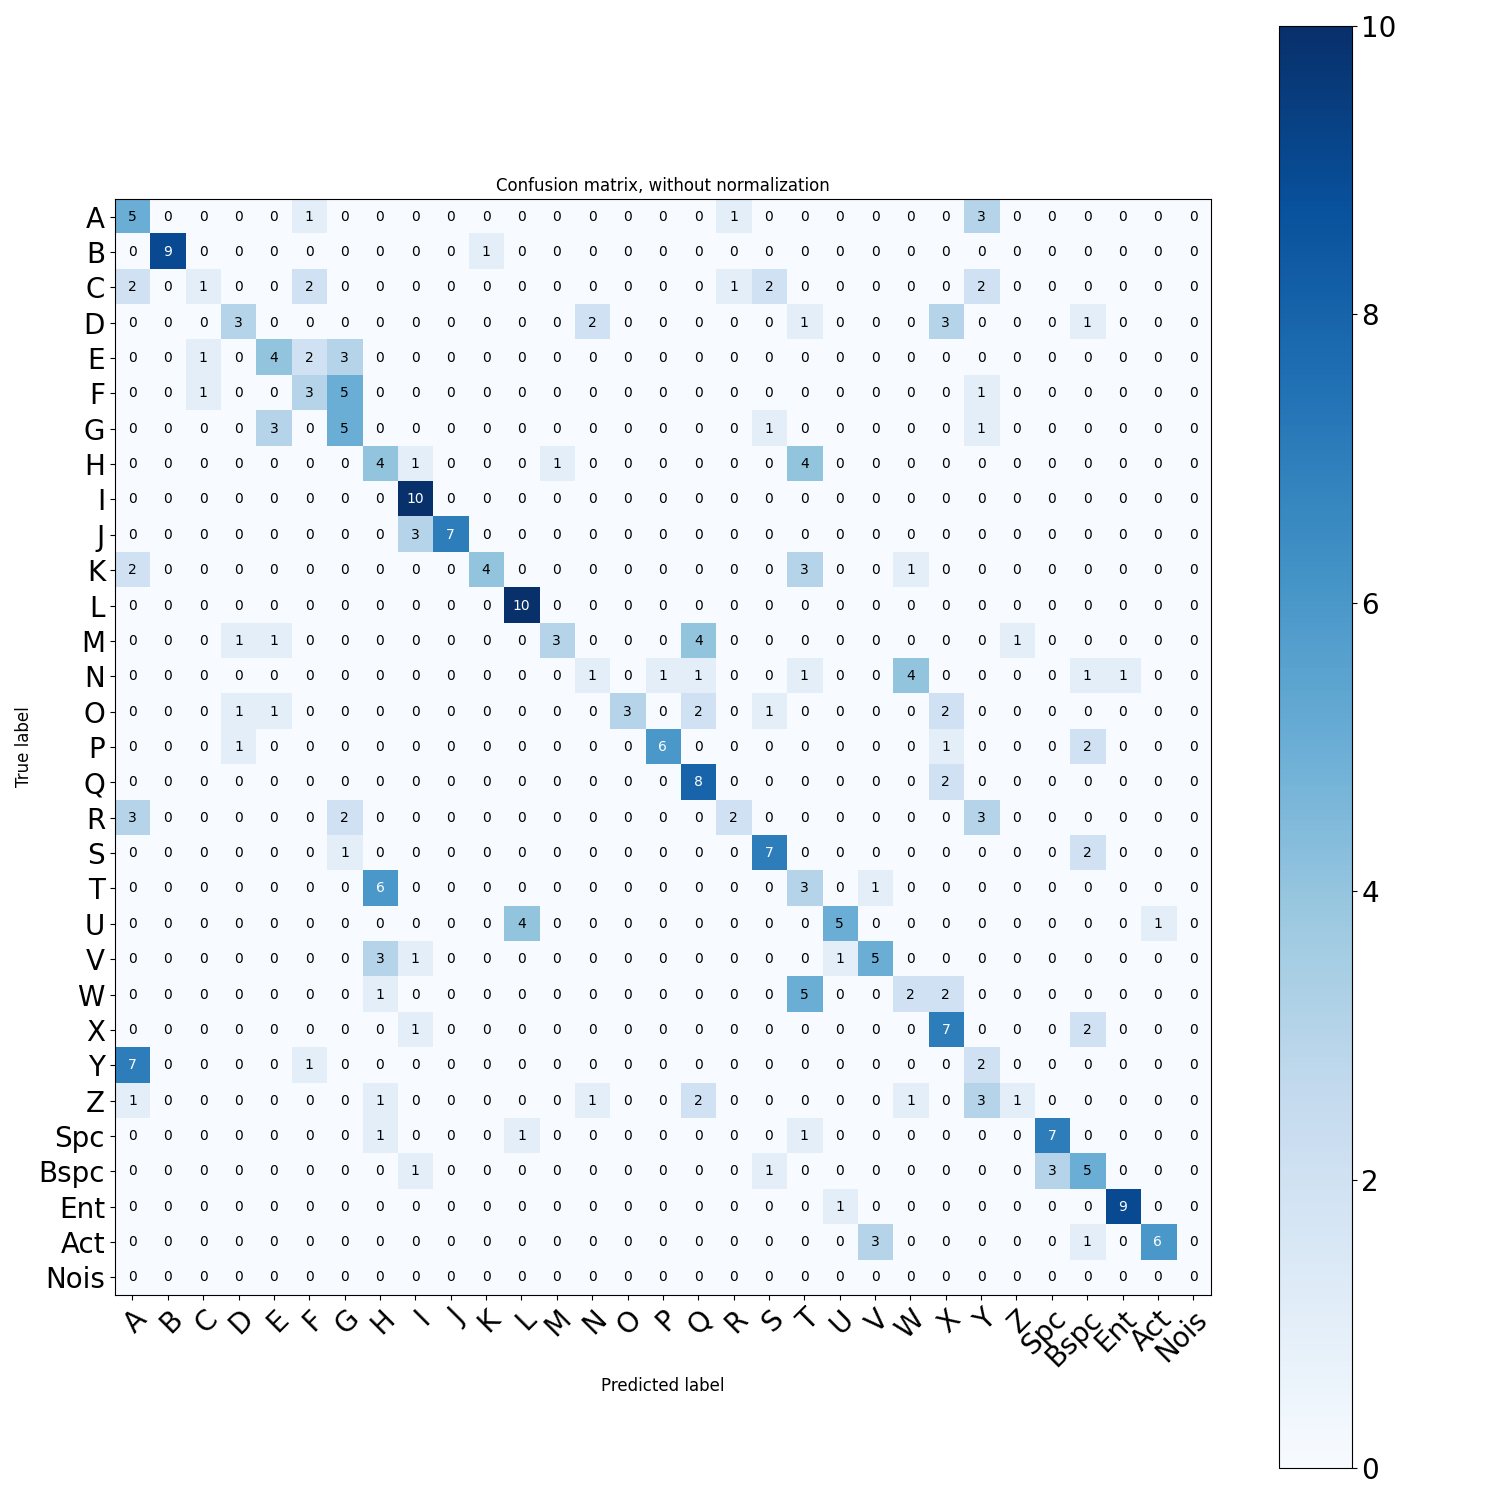 Confusion matrix, without normalization
A 5 0 0 0 0 1 0 0 0 0 0 0 0 0 0 0 0 1 0 0 0 0 0 0 3 0 0 0 0 0 0
B 0 9 0 0 0 0 0 0 0 0 1 0 0 0 0 0 0 0 0 0 0 0 0 0 0 0 0 0 0 0 0
C 2 0 1 0 0 2 0 0 0 0 0 0 0 0 0 0 0 1 2 0 0 0 0 0 2 0 0 0 0 0 0
D 0 0 0 3 0 0 0 0 0 0 0 0 0 2 0 0 0 0 0 1 0 0 0 3 0 0 0 1 0 0 0
E 0 0 1 0 4 2 3 0 0 0 0 0 0 0 0 0 0 0 0 0 0 0 0 0 0 0 0 0 0 0 0
F 0 0 1 0 0 3 5 0 0 0 0 0 0 0 0 0 0 0 0 0 0 0 0 0 1 0 0 0 0 0 0
G 0 0 0 0 3 0 5 0 0 0 0 0 0 0 0 0 0 0 1 0 0 0 0 0 1 0 0 0 0 0 0
H 0 0 0 0 0 0 0 4 1 0 0 0 1 0 0 0 0 0 0 4 0 0 0 0 0 0 0 0 0 0 0
I 0 0 0 0 0 0 0 0 10 0 0 0 0 0 0 0 0 0 0 0 0 0 0 0 0 0 0 0 0 0 0
J 0 0 0 0 0 0 0 0 3 7 0 0 0 0 0 0 0 0 0 0 0 0 0 0 0 0 0 0 0 0 0
K 2 0 0 0 0 0 0 0 0 0 4 0 0 0 0 0 0 0 0 3 0 0 1 0 0 0 0 0 0 0 0
L 0 0 0 0 0 0 0 0 0 0 0 10 0 0 0 0 0 0 0 0 0 0 0 0 0 0 0 0 0 0 0
M 0 0 0 1 1 0 0 0 0 0 0 0 3 0 0 0 4 0 0 0 0 0 0 0 0 1 0 0 0 0 0
N 0 0 0 0 0 0 0 0 0 0 0 0 0 1 0 1 1 0 0 1 0 0 4 0 0 0 0 1 1 0 0
O 0 0 0 1 1 0 0 0 0 0 0 0 0 0 3 0 2 0 1 0 0 0 0 2 0 0 0 0 0 0 0
P 0 0 0 1 0 0 0 0 0 0 0 0 0 0 0 6 0 0 0 0 0 0 0 1 0 0 0 2 0 0 0
Q 0 0 0 0 0 0 0 0 0 0 0 0 0 0 0 0 8 0 0 0 0 0 0 2 0 0 0 0 0 0 0
R 3 0 0 0 0 0 2 0 0 0 0 0 0 0 0 0 0 2 0 0 0 0 0 0 3 0 0 0 0 0 0
S 0 0 0 0 0 0 1 0 0 0 0 0 0 0 0 0 0 0 7 0 0 0 0 0 0 0 0 2 0 0 0
T 0 0 0 0 0 0 0 6 0 0 0 0 0 0 0 0 0 0 0 3 0 1 0 0 0 0 0 0 0 0 0
U 0 0 0 0 0 0 0 0 0 0 0 4 0 0 0 0 0 0 0 0 5 0 0 0 0 0 0 0 0 1 0
V 0 0 0 0 0 0 0 3 1 0 0 0 0 0 0 0 0 0 0 0 1 5 0 0 0 0 0 0 0 0 0
W 0 0 0 0 0 0 0 1 0 0 0 0 0 0 0 0 0 0 0 5 0 0 2 2 0 0 0 0 0 0 0
X 0 0 0 0 0 0 0 0 1 0 0 0 0 0 0 0 0 0 0 0 0 0 0 7 0 0 0 2 0 0 0
Y 7 0 0 0 0 1 0 0 0 0 0 0 0 0 0 0 0 0 0 0 0 0 0 0 2 0 0 0 0 0 0
Z 1 0 0 0 0 0 0 1 0 0 0 0 0 1 0 0 2 0 0 0 0 0 1 0 3 1 0 0 0 0 0
Spc 0 0 0 0 0 0 0 1 0 0 0 1 0 0 0 0 0 0 0 1 0 0 0 0 0 0 7 0 0 0 0
Bspc 0 0 0 0 0 0 0 0 1 0 0 0 0 0 0 0 0 0 1 0 0 0 0 0 0 0 3 5 0 0 0
Ent 0 0 0 0 0 0 0 0 0 0 0 0 0 0 0 0 0 0 0 0 1 0 0 0 0 0 0 0 9 0 0
Act 0 0 0 0 0 0 0 0 0 0 0 0 0 0 0 0 0 0 0 0 0 3 0 0 0 0 0 1 0 6 0
Nois 0 0 0 0 0 0 0 0 0 0 0 0 0 0 0 0 0 0 0 0 0 0 0 0 0 0 0 0 0 0 0
A B C D E F G H I J K L M N O P Q R S T U V W X Y Z Spc Bspc Ent Act Nois
Predicted label
True label
10
8
6
4
2
0